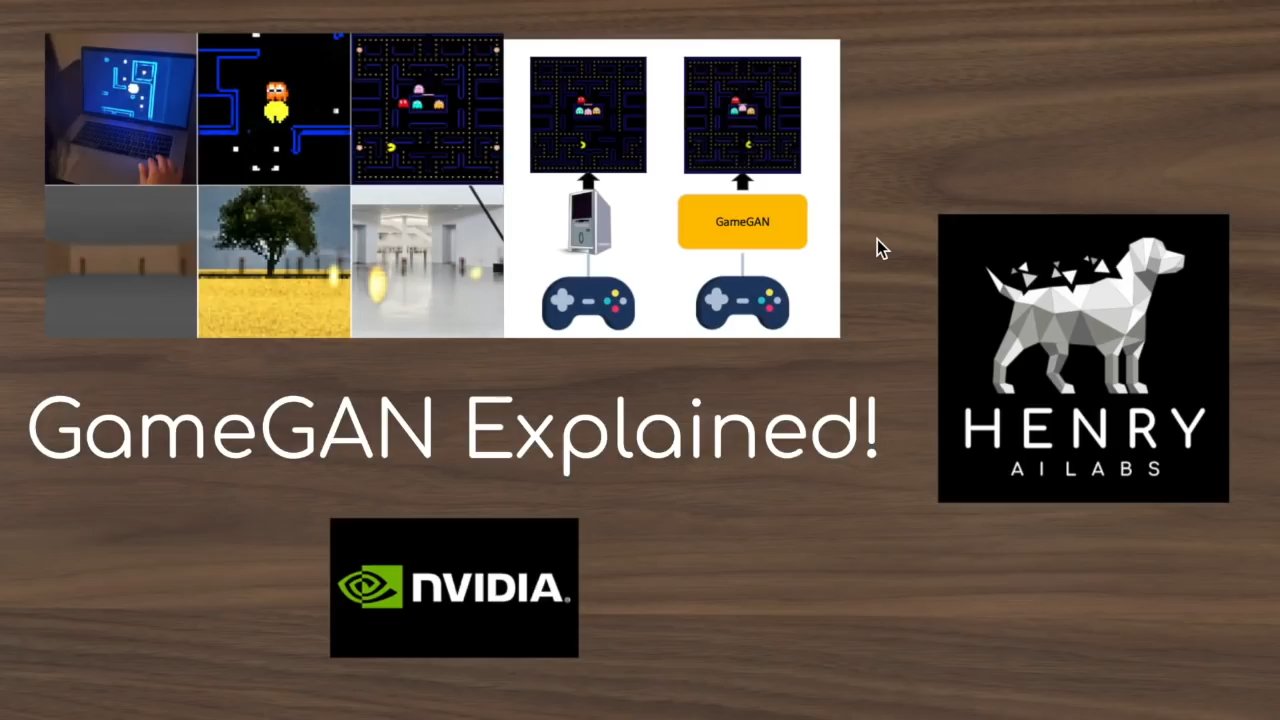 GameGAN
GameGAN Explained!
HENRY
AI LABS
NVIDIA.